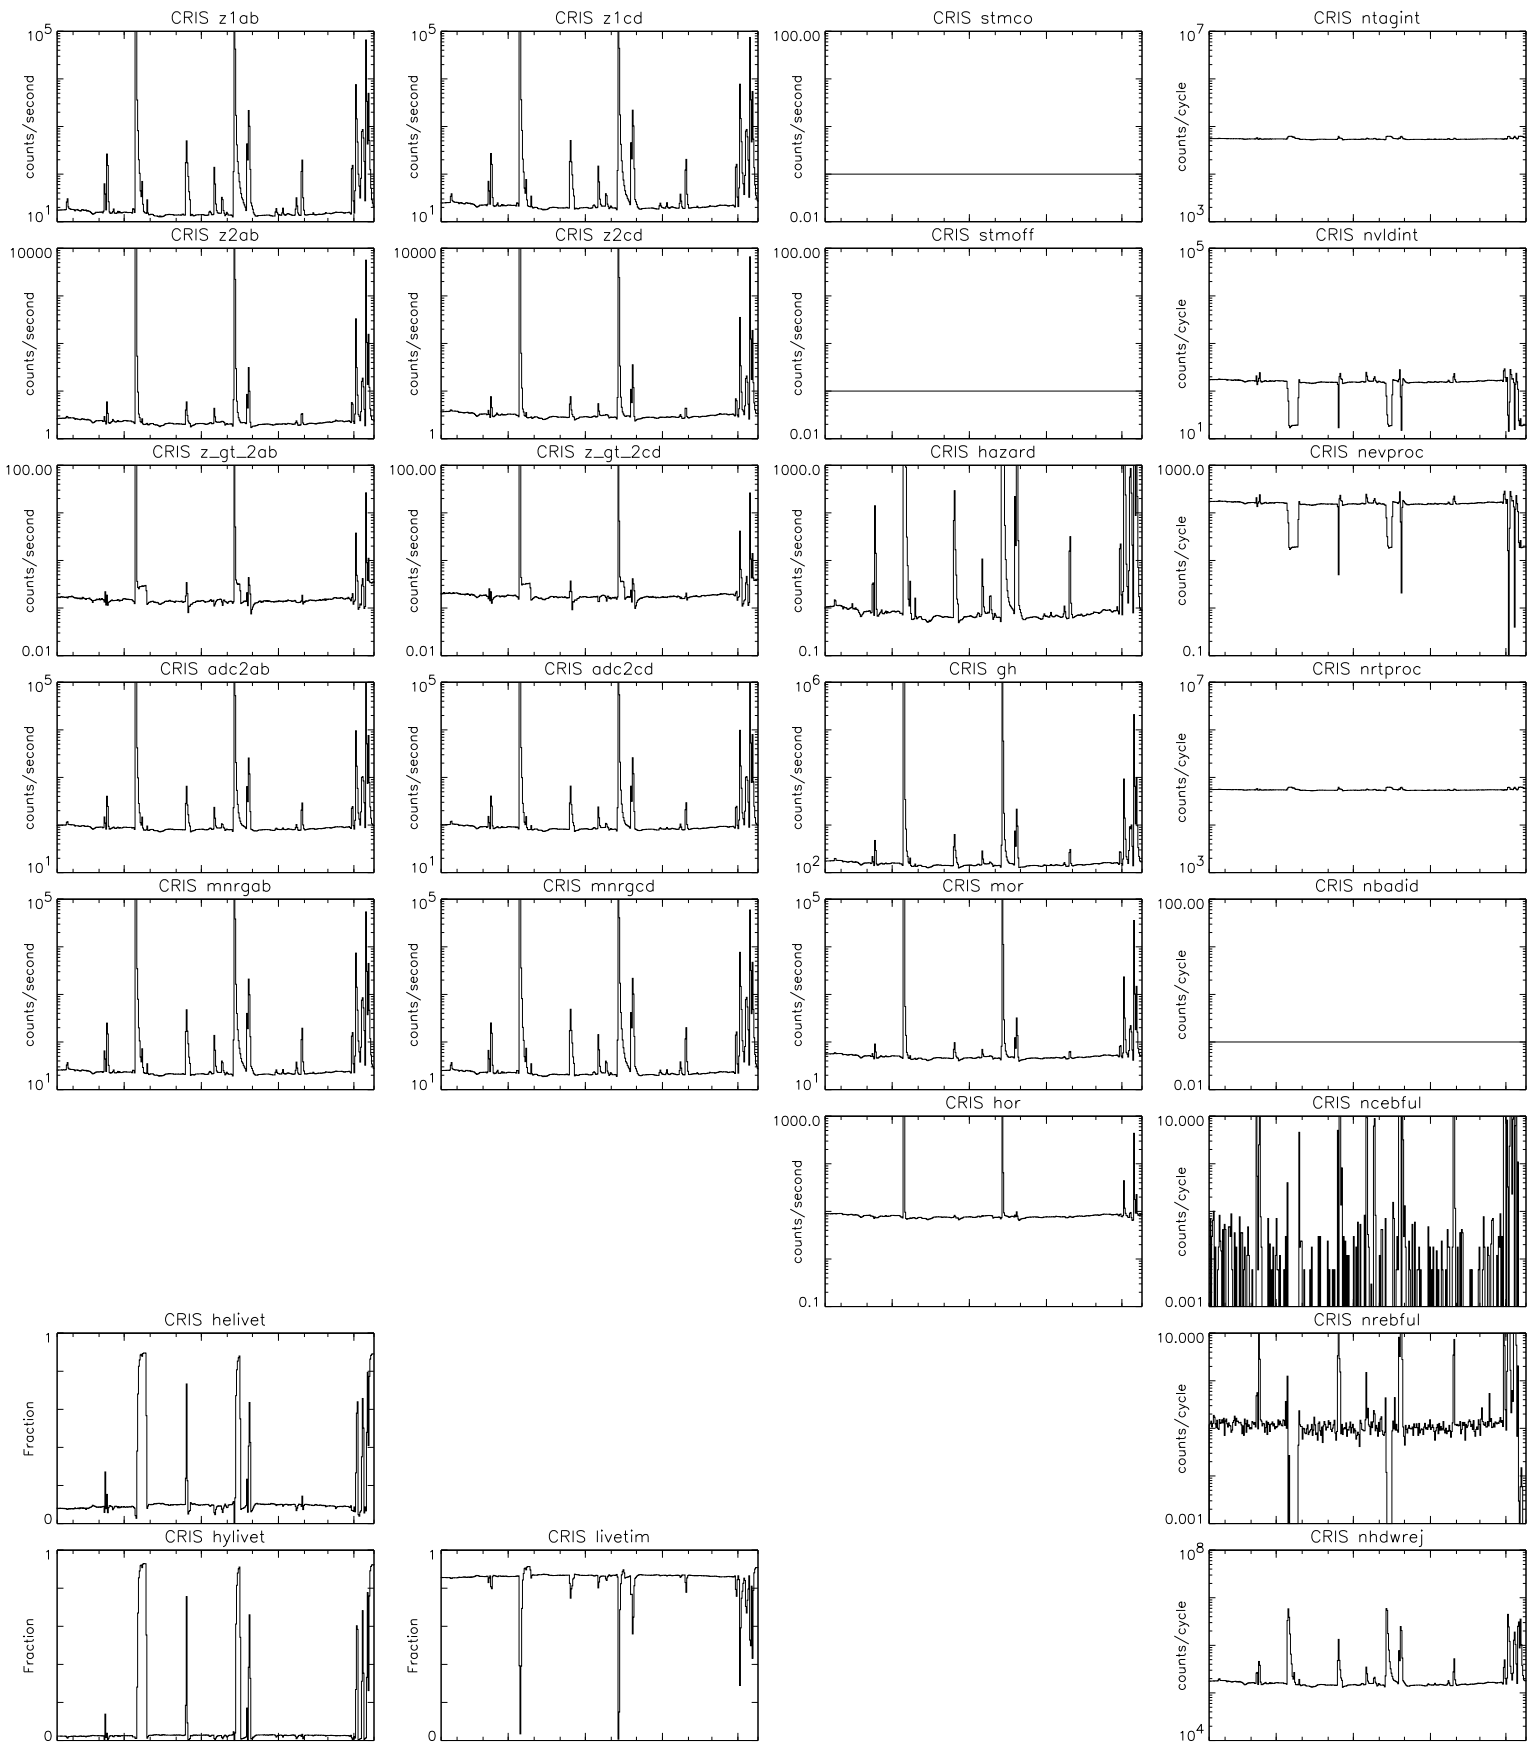 CRIS z1ab
10^5
counts/second
10^1
CRIS z1cd
10^5
counts/second
10^1
CRIS stmco
100.00
counts/second
0.01
CRIS ntagint
10^7
counts/cycle
10^3
CRIS z2ab
10000
counts/second
1
CRIS z2cd
10000
counts/second
1
CRIS stmoff
100.00
counts/second
0.01
CRIS nvldint
10^5
counts/cycle
10^1
CRIS z_gt_2ab
100.00
counts/second
0.01
CRIS z_gt_2cd
100.00
counts/second
0.01
CRIS hazard
1000.0
counts/second
0.1
CRIS nevproc
1000.0
counts/cycle
0.1
CRIS adc2ab
10^5
counts/second
10^1
CRIS adc2cd
10^5
counts/second
10^1
CRIS gh
10^6
counts/second
10^2
CRIS nrtproc
10^7
counts/cycle
10^3
CRIS mnrgab
10^5
counts/second
10^1
CRIS mnrgcd
10^5
counts/second
10^1
CRIS mor
10^5
counts/second
10^1
CRIS nbadid
100.00
counts/cycle
0.01
CRIS hor
1000.0
counts/second
0.1
CRIS ncebful
10.000
counts/cycle
0.001
CRIS helivet
1
Fraction
0
CRIS nrebful
10.000
counts/cycle
0.001
CRIS hylivet
1
Fraction
0
CRIS livetim
1
Fraction
0
CRIS nhdwrej
10^8
counts/cycle
10^4